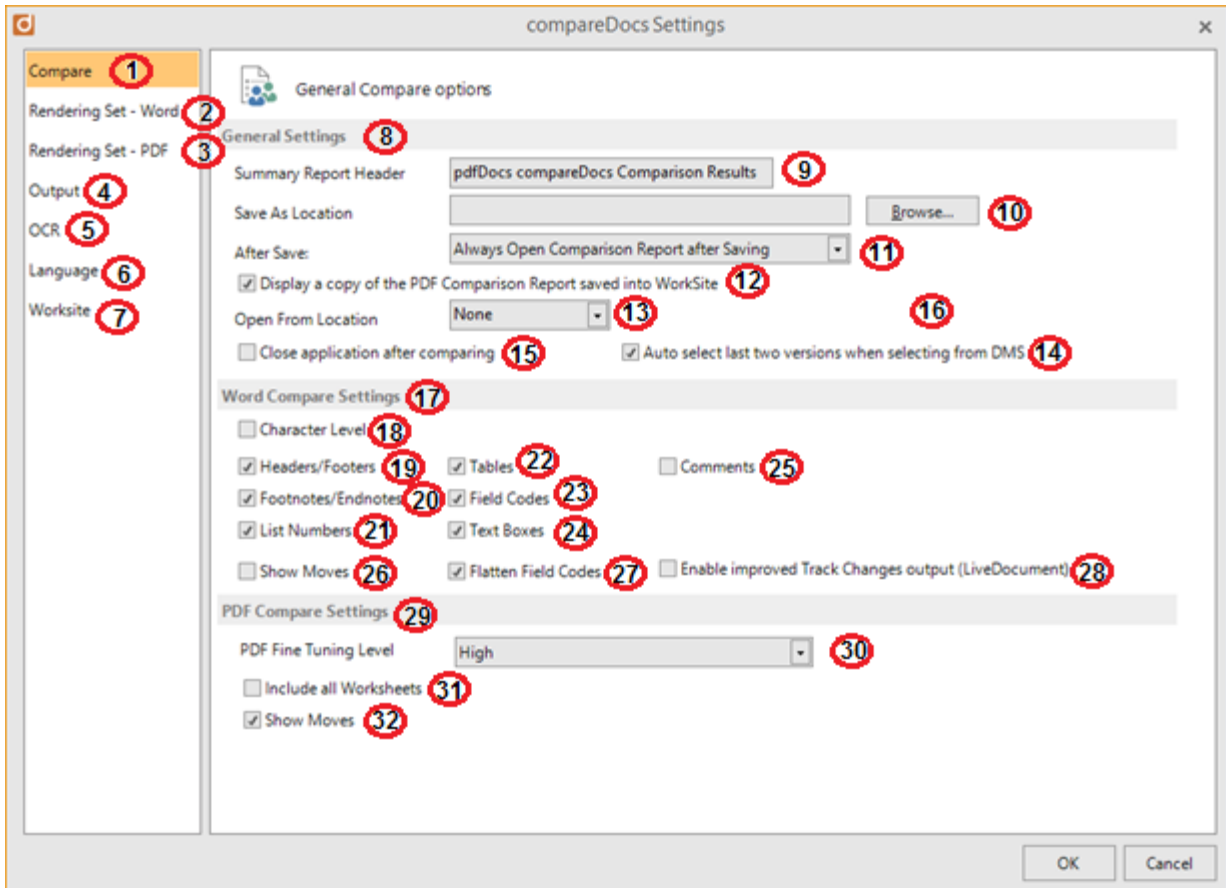 compareDocs Settings
Compare 1
Rendering Set - Word 2
Rendering Set - PDF 3
Output 4
OCR 5
Language 6
Worksite 7
General Compare options
General Settings 8
Summary Report Header pdfDocs compareDocs Comparison Results 9
Save As Location Browse... 10
After Save: Always Open Comparison Report after Saving 11
Display a copy of the PDF Comparison Report saved into WorkSite 12
Open From Location None 13 16
Close application after comparing 15 Auto select last two versions when selecting from DMS 14
Word Compare Settings 17
Character Level 18
Headers/Footers 19 Tables 22 Comments 25
Footnotes/Endnotes 20 Field Codes 23
List Numbers 21 Text Boxes 24
Show Moves 26 Flatten Field Codes 27 Enable improved Track Changes output (LiveDocument) 28
PDF Compare Settings 29
PDF Fine Tuning Level High 30
Include all Worksheets 31
Show Moves 32
OK Cancel